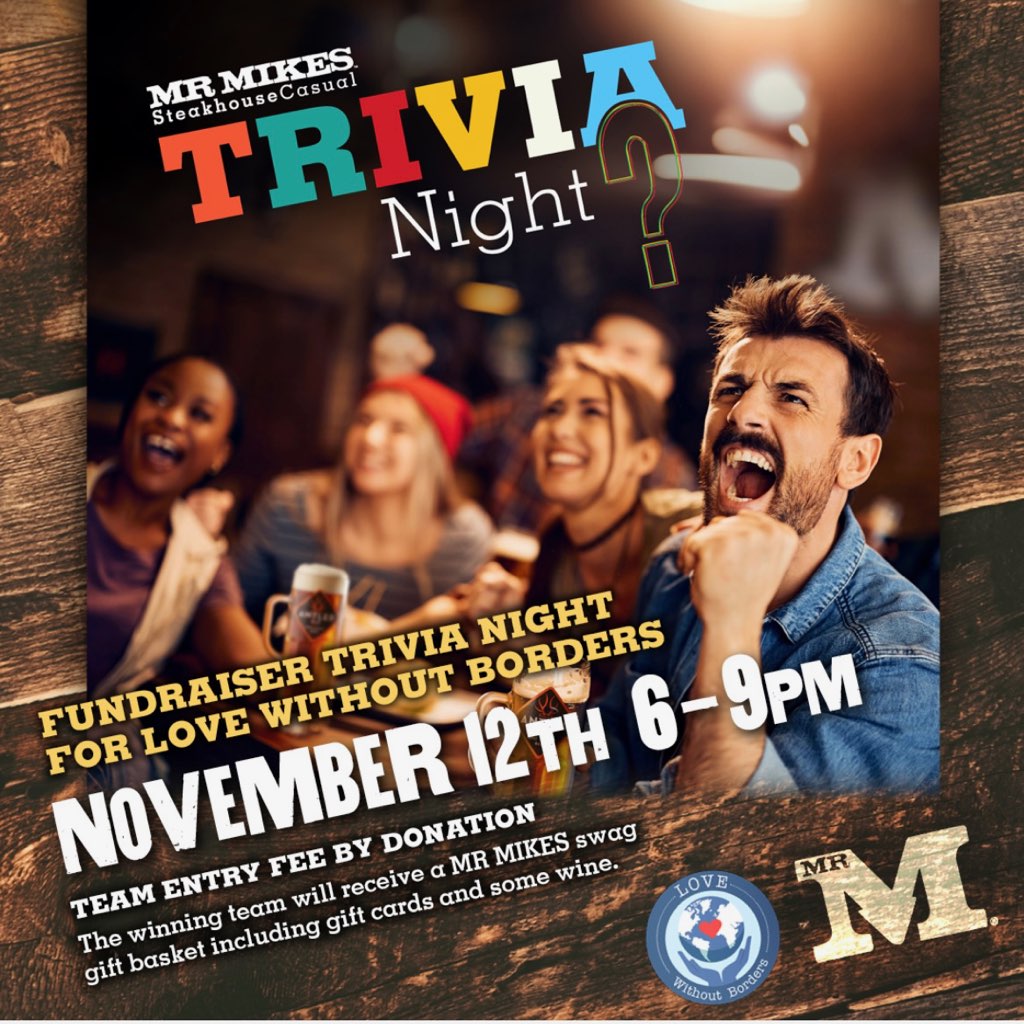 MR MIKES
SteakhouseCasual
TRIVIA
Night ?
FUNDRAISER TRIVIA NIGHT
FOR LOVE WITHOUT BORDERS
NOVEMBER 12TH 6-9PM
TEAM ENTRY FEE BY DONATION
The winning team will receive a MR MIKES swag
gift basket including gift cards and some wine.
LOVE
Without Borders
MR
M